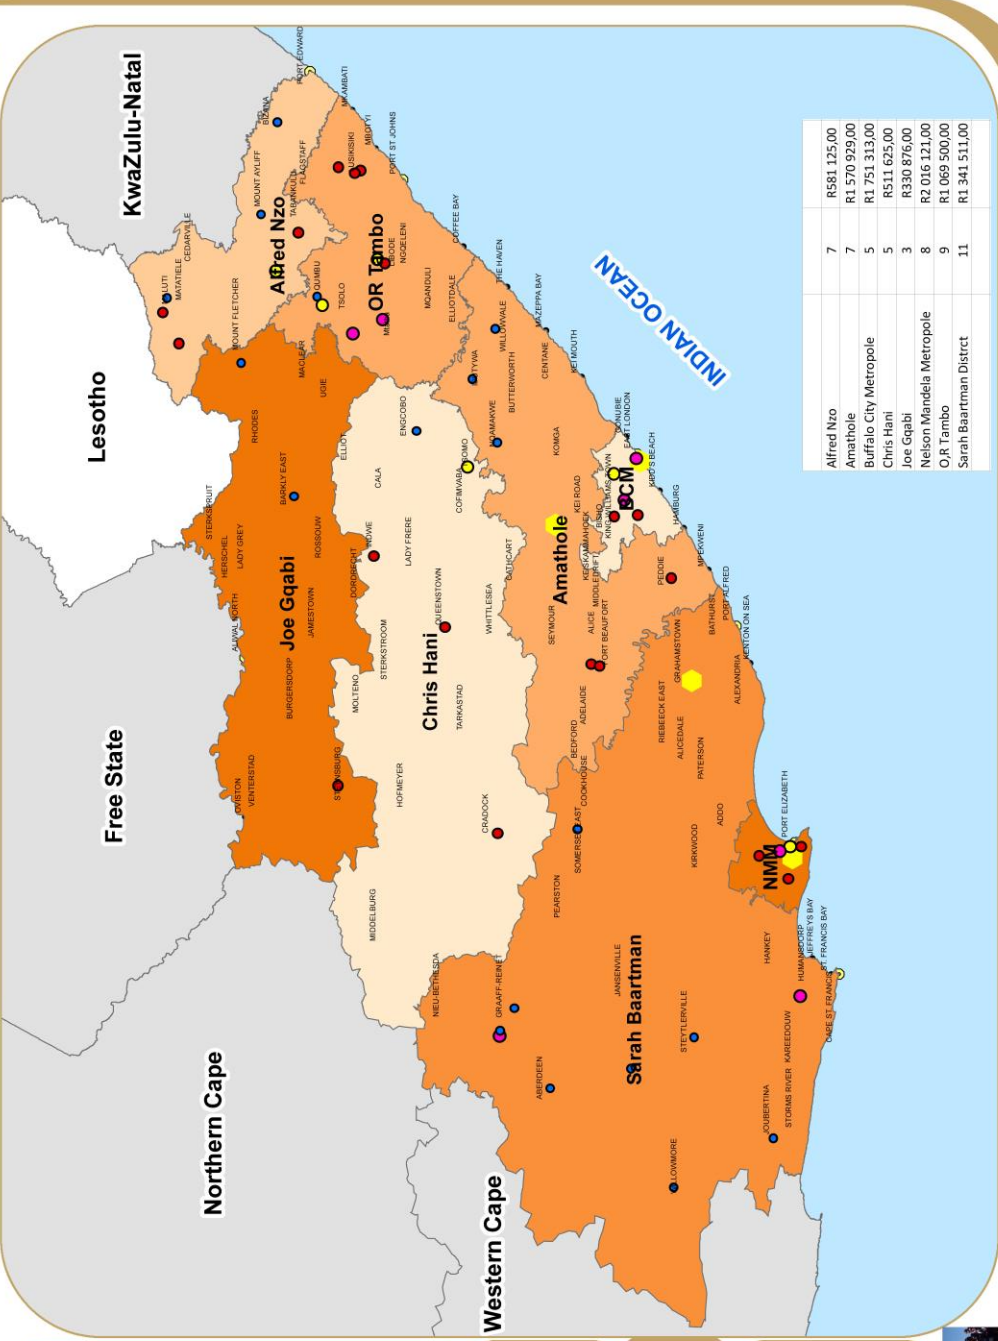 Free State
Lesotho
KwaZulu-Natal
Northern Cape
Western Cape
INDIAN OCEAN
LUTI
MATATIELE
CEDARVILLE
STERKSPRUIT
HERSCHEL
ALIWAL NORTH
LADY GREY
OVISTON
VENTERSTAD
MOUNT FLETCHER
RHODES
MOUNT AYLIFF
BIZANA
PORT EDWARD
Alfred Nzo
BARKLY EAST
Joe Gqabi
BURGERSDORP
JAMESTOWN
ROSSOUW
MACLEAR
UGIE
TABANKULU
FLAGSTAFF
QUMBU
TSOLO
MKAMBATI
LUSIKISIKI
MBOTYI
PORT ST JOHNS
OR Tambo
LIBODE
NGQELENI
MQANDULI
COFFEE BAY
ELLIOTDALE
ELLIOT
DORDRECHT
INDWE
CALA
ENGCOBO
MOLTENO
STERKSTROOM
HOFMEYER
MIDDELBURG
LADY FRERE
Chris Hani
QUEENSTOWN
TARKASTAD
COFIMVABA
WHITTLESEA
CATHCART
CRADOCK
THE HAVEN
WILLOWVALE
BUTTERWORTH
MAZEPPA BAY
CENTANE
KEI MOUTH
KOMGA
Amathole
SEYMOUR
KEI ROAD
KEISKAMMAHOEK
MIDDLEDRIFT
ALICE
FORT BEAUFORT
BISHO
KING WILLIAMS TOWN
BCM
GONUBIE
EAST LONDON
KIDD'S BEACH
HAMBURG
MPEKWENI
PEDDIE
BEDFORD
ADELAIDE
COOKHOUSE
SOMERSET EAST
PEARSTON
NIEU-BETHESDA
GRAAFF-REINET
ABERDEEN
JANSENVILLE
Sarah Baartman
STEYTLERVILLE
WILLOWMORE
RIEBEECK EAST
GRAHAMSTOWN
ALICEDALE
PATERSON
BATHURST
PORT ALFRED
KENTON ON SEA
ALEXANDRIA
KIRKWOOD
ADDO
NMM
PORT ELIZABETH
HANKEY
HUMANSDORP
JEFFREYS BAY
ST. FRANCIS BAY
CAPE ST. FRANCIS
KAREEDOUW
STORMS RIVER
JOUBERTINA
Alfred Nzo 7 R581 125,00
Amathole 7 R1 570 929,00
Buffalo City Metropole 5 R1 751 313,00
Chris Hani 5 R511 625,00
Joe Gqabi 3 R330 876,00
Nelson Mandela Metropole 8 R2 016 121,00
O,R Tambo 9 R1 069 500,00
Sarah Baartman Distrct 11 R1 341 511,00